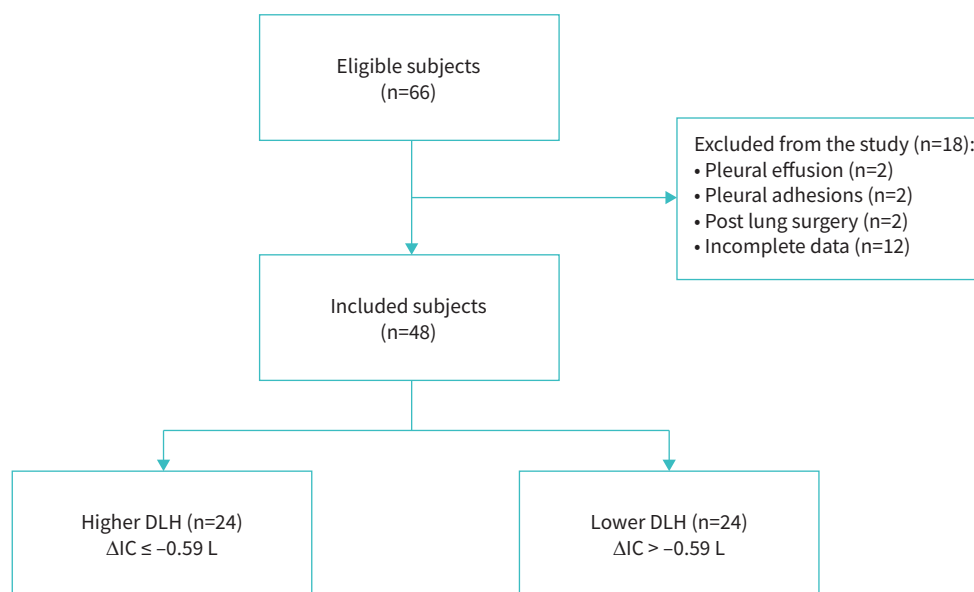 Eligible subjects
(n=66)
Excluded from the study (n=18):
• Pleural effusion (n=2)
• Pleural adhesions (n=2)
• Post lung surgery (n=2)
• Incomplete data (n=12)
Included subjects
(n=48)
Higher DLH (n=24)
ΔIC ≤ –0.59 L
Lower DLH (n=24)
ΔIC > –0.59 L